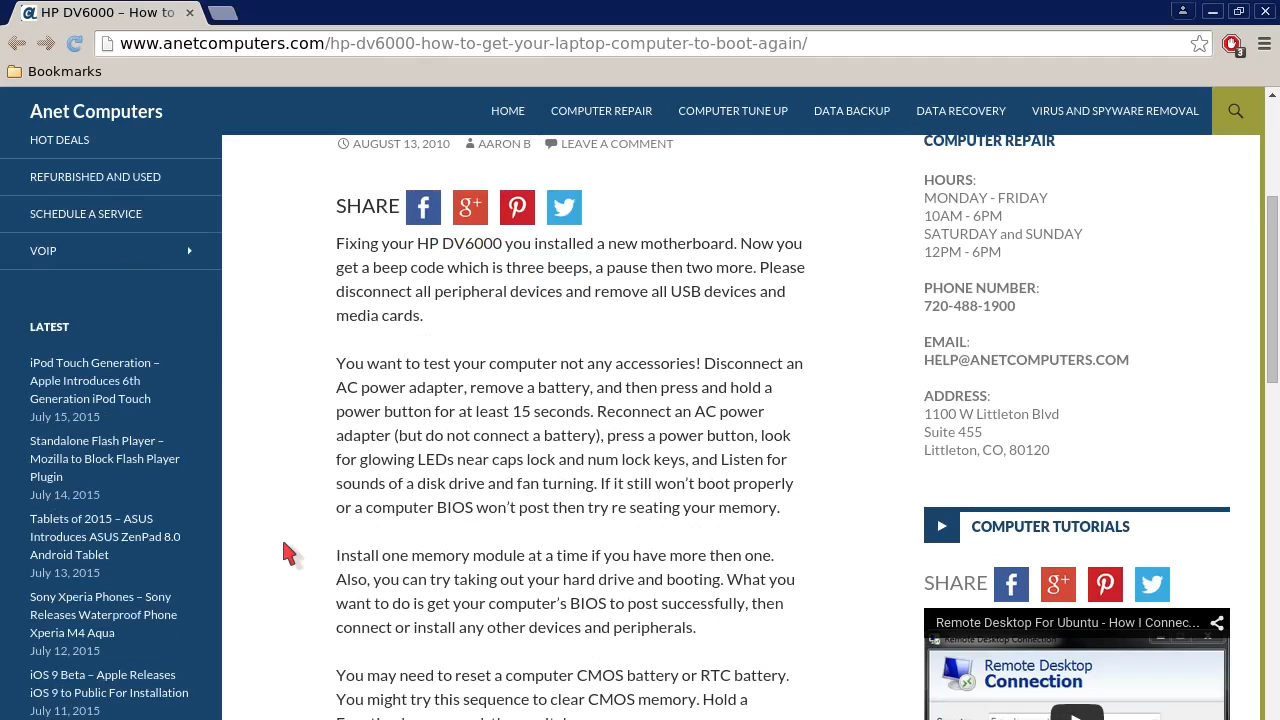 HP DV6000 – How to
www.anetcomputers.com/hp-dv6000-how-to-get-your-laptop-computer-to-boot-again/
3
Bookmarks
Anet Computers
HOME
COMPUTER REPAIR
COMPUTER TUNE UP
DATA BACKUP
DATA RECOVERY
VIRUS AND SPYWARE REMOVAL
HOT DEALS
REFURBISHED AND USED
SCHEDULE A SERVICE
VOIP
LATEST
iPod Touch Generation –
Apple Introduces 6th
Generation iPod Touch
July 15, 2015
Standalone Flash Player –
Mozilla to Block Flash Player
Plugin
July 14, 2015
Tablets of 2015 – ASUS
Introduces ASUS ZenPad 8.0
Android Tablet
July 13, 2015
Sony Xperia Phones – Sony
Releases Waterproof Phone
Xperia M4 Aqua
July 12, 2015
iOS 9 Beta – Apple Releases
iOS 9 to Public For Installation
July 11, 2015
AUGUST 13, 2010
AARON B
LEAVE A COMMENT
SHARE
Fixing your HP DV6000 you installed a new motherboard. Now you
get a beep code which is three beeps, a pause then two more. Please
disconnect all peripheral devices and remove all USB devices and
media cards.
You want to test your computer not any accessories! Disconnect an
AC power adapter, remove a battery, and then press and hold a
power button for at least 15 seconds. Reconnect an AC power
adapter (but do not connect a battery), press a power button, look
for glowing LEDs near caps lock and num lock keys, and Listen for
sounds of a disk drive and fan turning. If it still won’t boot properly
or a computer BIOS won’t post then try re seating your memory.
Install one memory module at a time if you have more then one.
Also, you can try taking out your hard drive and booting. What you
want to do is get your computer’s BIOS to post successfully, then
connect or install any other devices and peripherals.
You may need to reset a computer CMOS battery or RTC battery.
You might try this sequence to clear CMOS memory. Hold a
COMPUTER REPAIR
HOURS:
MONDAY - FRIDAY
10AM - 6PM
SATURDAY and SUNDAY
12PM - 6PM
PHONE NUMBER:
720-488-1900
EMAIL:
HELP@ANETCOMPUTERS.COM
ADDRESS:
1100 W Littleton Blvd
Suite 455
Littleton, CO, 80120
COMPUTER TUTORIALS
SHARE
Remote Desktop For Ubuntu - How I Connec...
Remote Desktop Connection
Remote Desktop
Connection